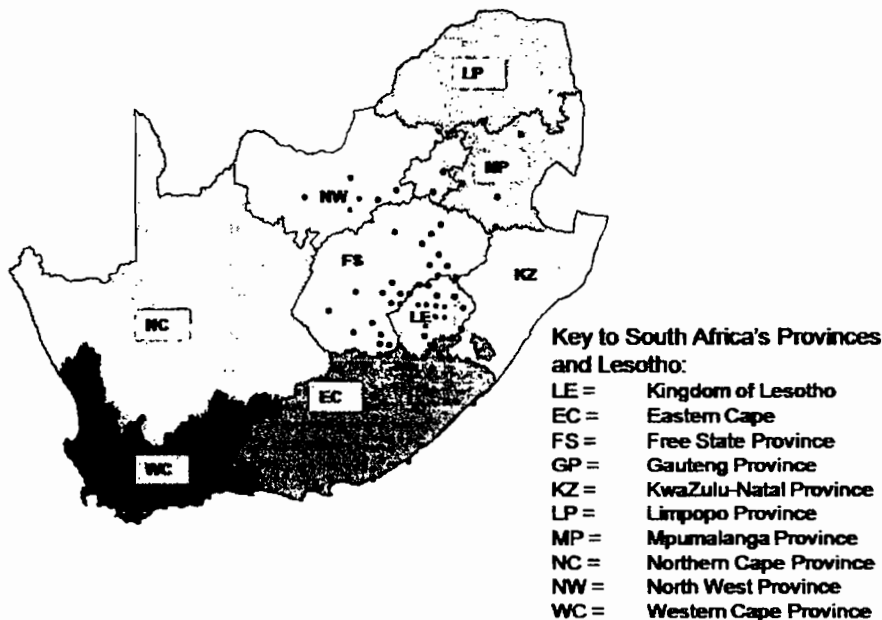 LP
MP
NW
FS
KZ
NC
LE
EC
WC
Key to South Africa's Provinces
and Lesotho:
LE = Kingdom of Lesotho
EC = Eastern Cape
FS = Free State Province
GP = Gauteng Province
KZ = KwaZulu-Natal Province
LP = Limpopo Province
MP = Mpumalanga Province
NC = Northern Cape Province
NW = North West Province
WC = Western Cape Province